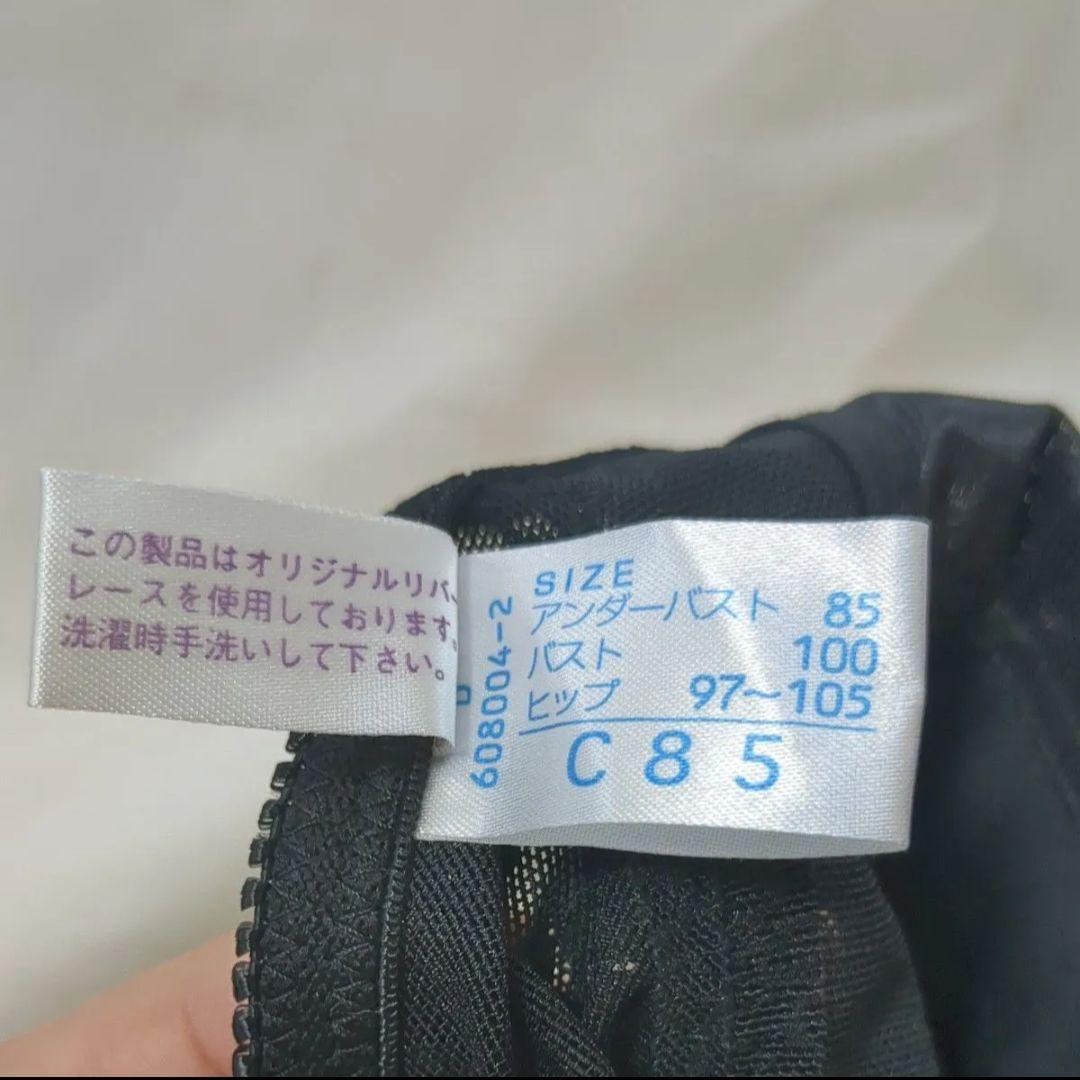 この製品はオリジナルリバー
レースを使用しております。
洗濯時手洗いして下さい。
608004-2
SIZE
アンダーバスト 85
バスト 100
ヒップ 97~105
C85